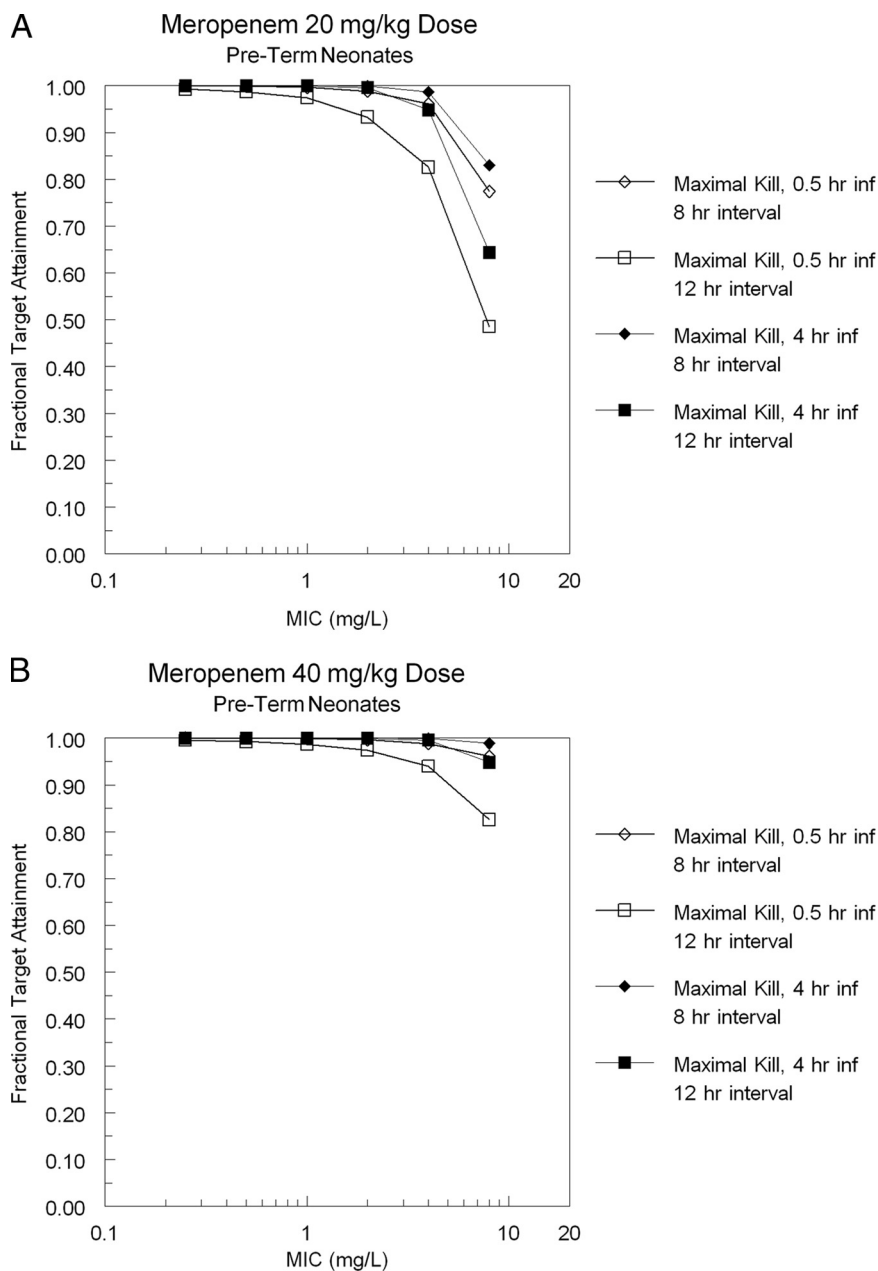 A
Meropenem 20 mg/kg Dose
Pre-Term Neonates
Fractional Target Attainment
1.00
0.90
0.80
0.70
0.60
0.50
0.40
0.30
0.20
0.10
0.00
0.1
1
10
20
MIC (mg/L)
Maximal Kill, 0.5 hr inf
8 hr interval
Maximal Kill, 0.5 hr inf
12 hr interval
Maximal Kill, 4 hr inf
8 hr interval
Maximal Kill, 4 hr inf
12 hr interval
B
Meropenem 40 mg/kg Dose
Pre-Term Neonates
Fractional Target Attainment
1.00
0.90
0.80
0.70
0.60
0.50
0.40
0.30
0.20
0.10
0.00
0.1
1
10
20
MIC (mg/L)
Maximal Kill, 0.5 hr inf
8 hr interval
Maximal Kill, 0.5 hr inf
12 hr interval
Maximal Kill, 4 hr inf
8 hr interval
Maximal Kill, 4 hr inf
12 hr interval